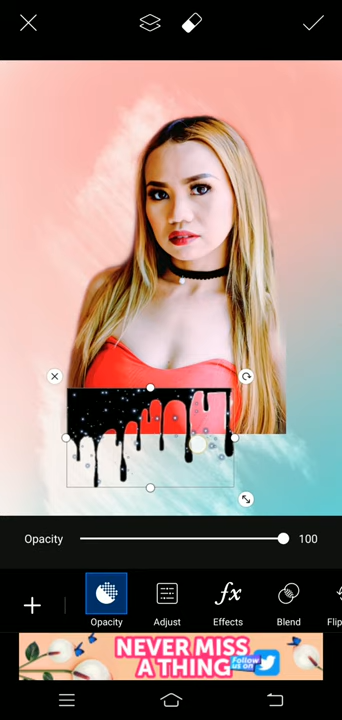 Opacity 100
Opacity Adjust Effects Blend Flip
NEVER MISS
A THING
Follow
us on